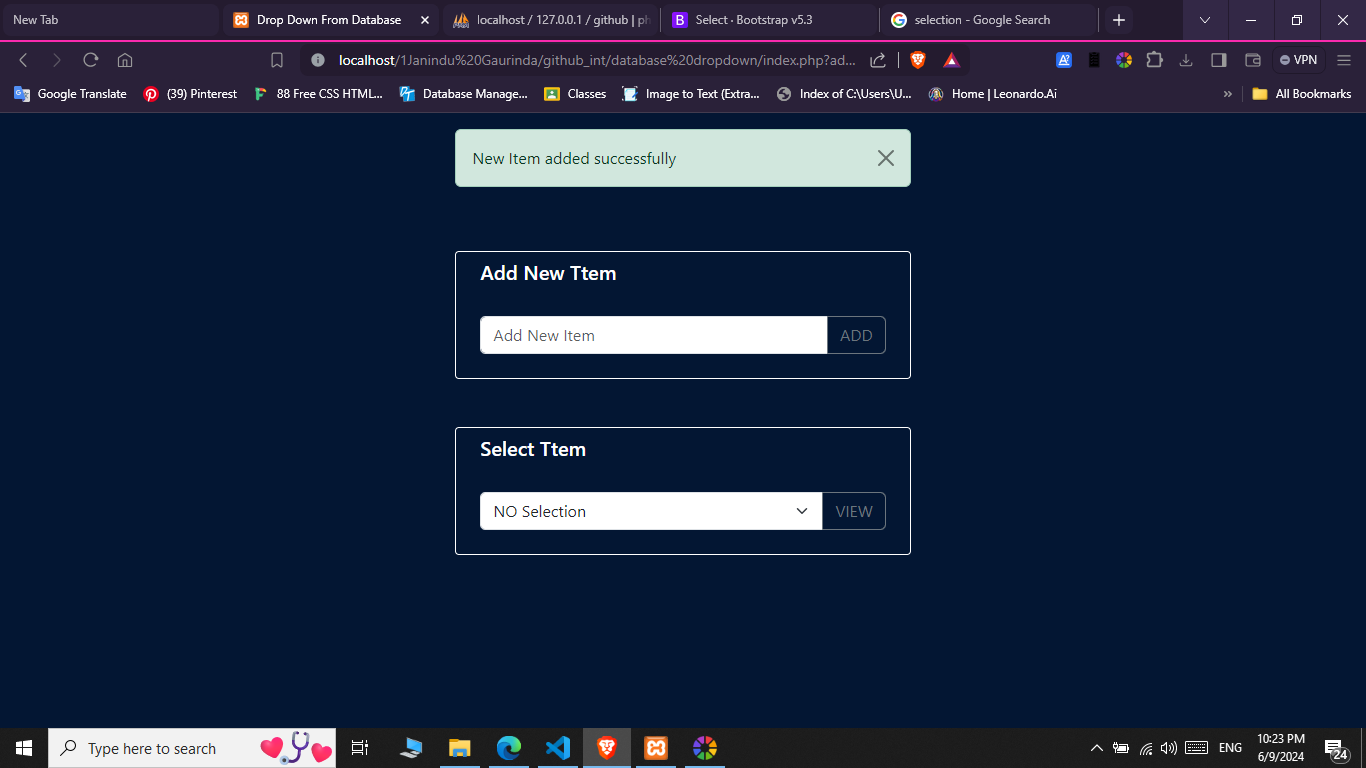 New Tab
Drop Down From Database
localhost / 127.0.0.1 / github | ph
Select · Bootstrap v5.3
selection - Google Search
localhost/1Janindu%20Gaurinda/github_int/database%20dropdown/index.php?ad...
VPN
Google Translate
(39) Pinterest
88 Free CSS HTML...
Database Manage...
Classes
Image to Text (Extra...
Index of C:\Users\U...
Home | Leonardo.Ai
»
All Bookmarks
New Item added successfully
Add New Ttem
Add New Item
ADD
Select Ttem
NO Selection
VIEW
Type here to search
ENG
10:23 PM
6/9/2024
24